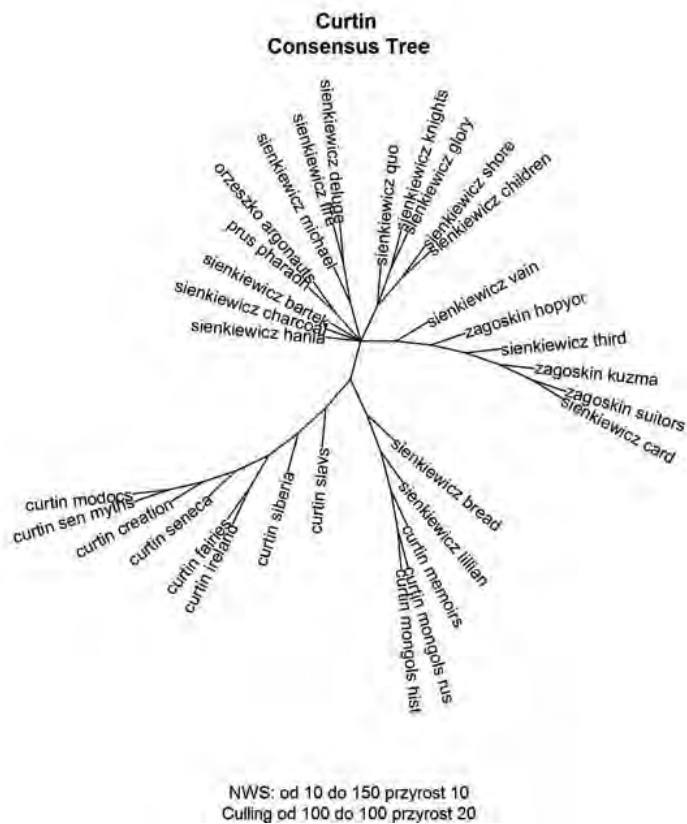 Curtin
Consensus Tree
sienkiewicz deluge
sienkiewicz fire
sienkiewicz michael
orzeszko argonauts
prus pharaoh
sienkiewicz bartek
sienkiewicz charcoal
sienkiewicz hania
sienkiewicz quo
sienkiewicz knights
sienkiewicz glory
sienkiewicz shore
sienkiewicz children
sienkiewicz vain
zagoskin hopyor
sienkiewicz third
zagoskin kuzma
zagoskin suitors
sienkiewicz card
curtin modocs
curtin sen myths
curtin creation
curtin seneca
curtin fairies
curtin ireland
curtin siberia
curtin slavs
sienkiewicz bread
sienkiewicz lillian
curtin memoirs
curtin mongols rus
curtin mongols hist
NWS: od 10 do 150 przyrost 10
Culling od 100 do 100 przyrost 20